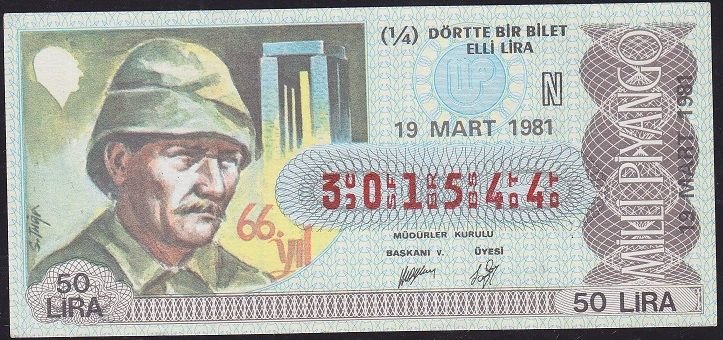 (¼) DÖRTTE BİR BİLET
ELLİ LİRA
MP
N
19 MART 1981
3 0 1 5 4 4
66.
yıl
MÜDÜRLER KURULU
BAŞKANI V. ÜYESİ
50
LİRA
50 LİRA
MİLLİ PİYANGO
19 MART 1981